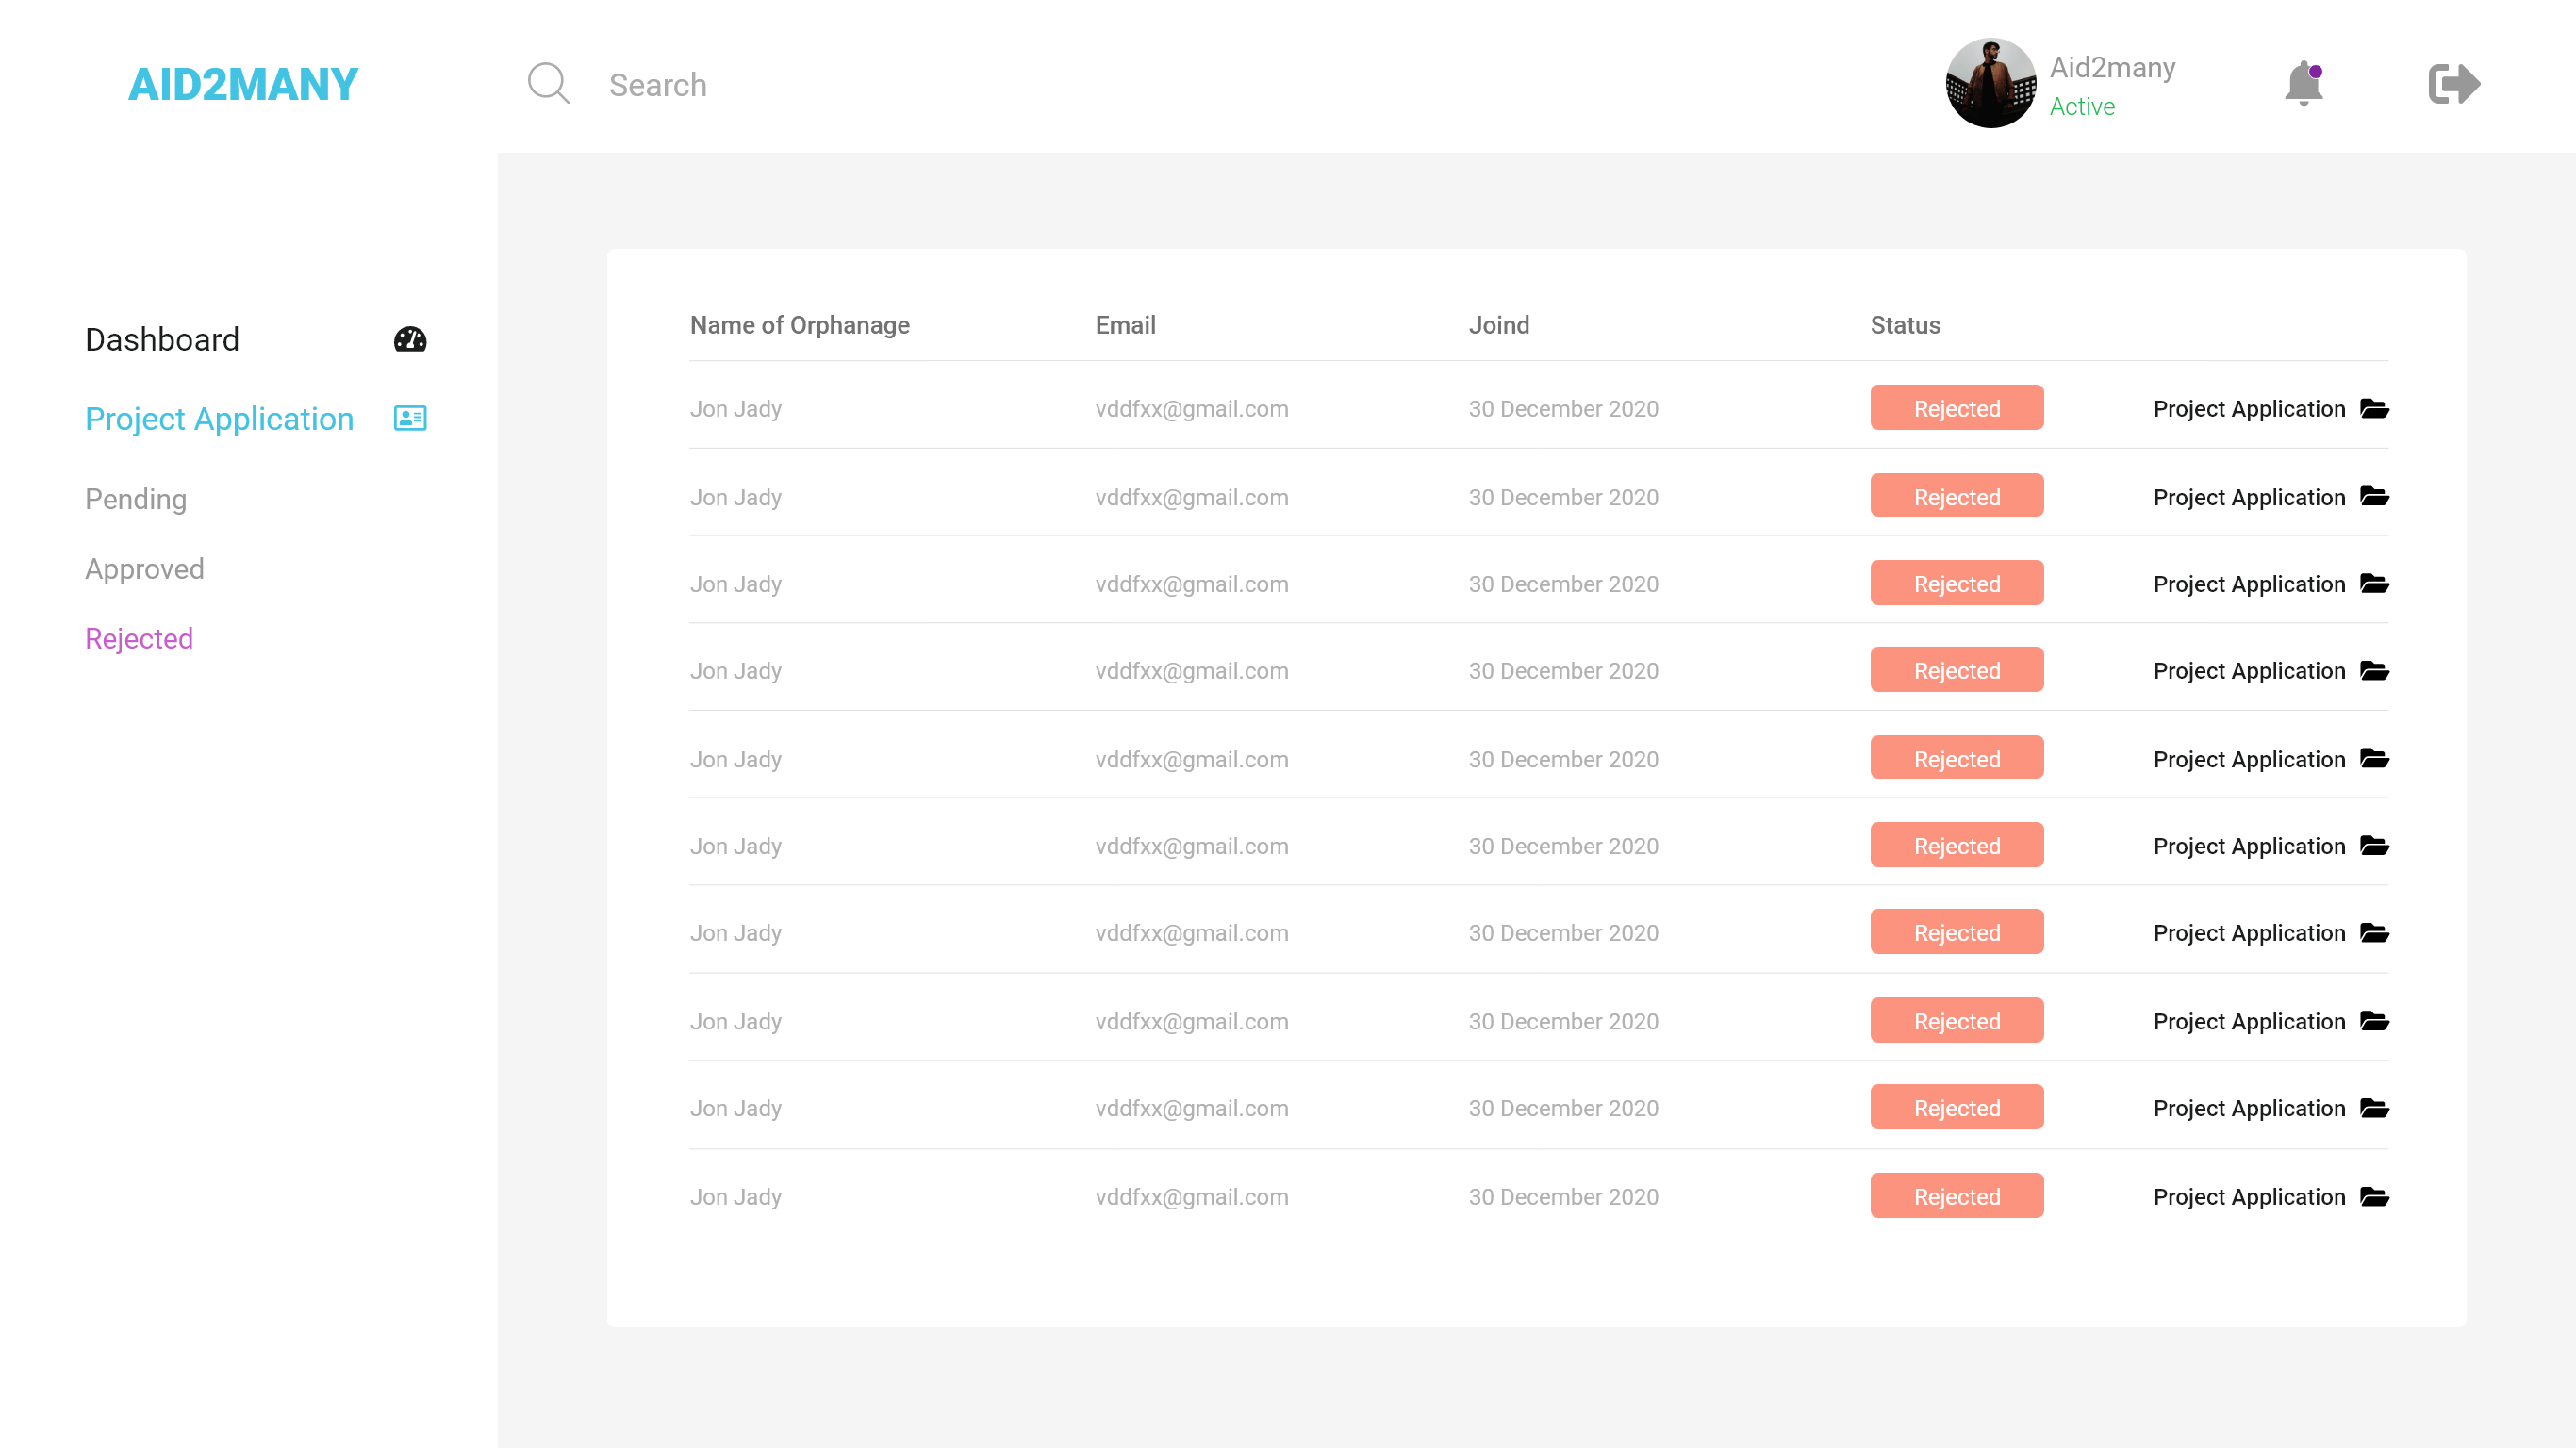 AID2MANY
Search
Aid2many
Active
Dashboard
Project Application
Pending
Approved
Rejected
Name of Orphanage Email Joind Status
Jon Jady vddfxx@gmail.com 30 December 2020 Rejected Project Application
Jon Jady vddfxx@gmail.com 30 December 2020 Rejected Project Application
Jon Jady vddfxx@gmail.com 30 December 2020 Rejected Project Application
Jon Jady vddfxx@gmail.com 30 December 2020 Rejected Project Application
Jon Jady vddfxx@gmail.com 30 December 2020 Rejected Project Application
Jon Jady vddfxx@gmail.com 30 December 2020 Rejected Project Application
Jon Jady vddfxx@gmail.com 30 December 2020 Rejected Project Application
Jon Jady vddfxx@gmail.com 30 December 2020 Rejected Project Application
Jon Jady vddfxx@gmail.com 30 December 2020 Rejected Project Application
Jon Jady vddfxx@gmail.com 30 December 2020 Rejected Project Application